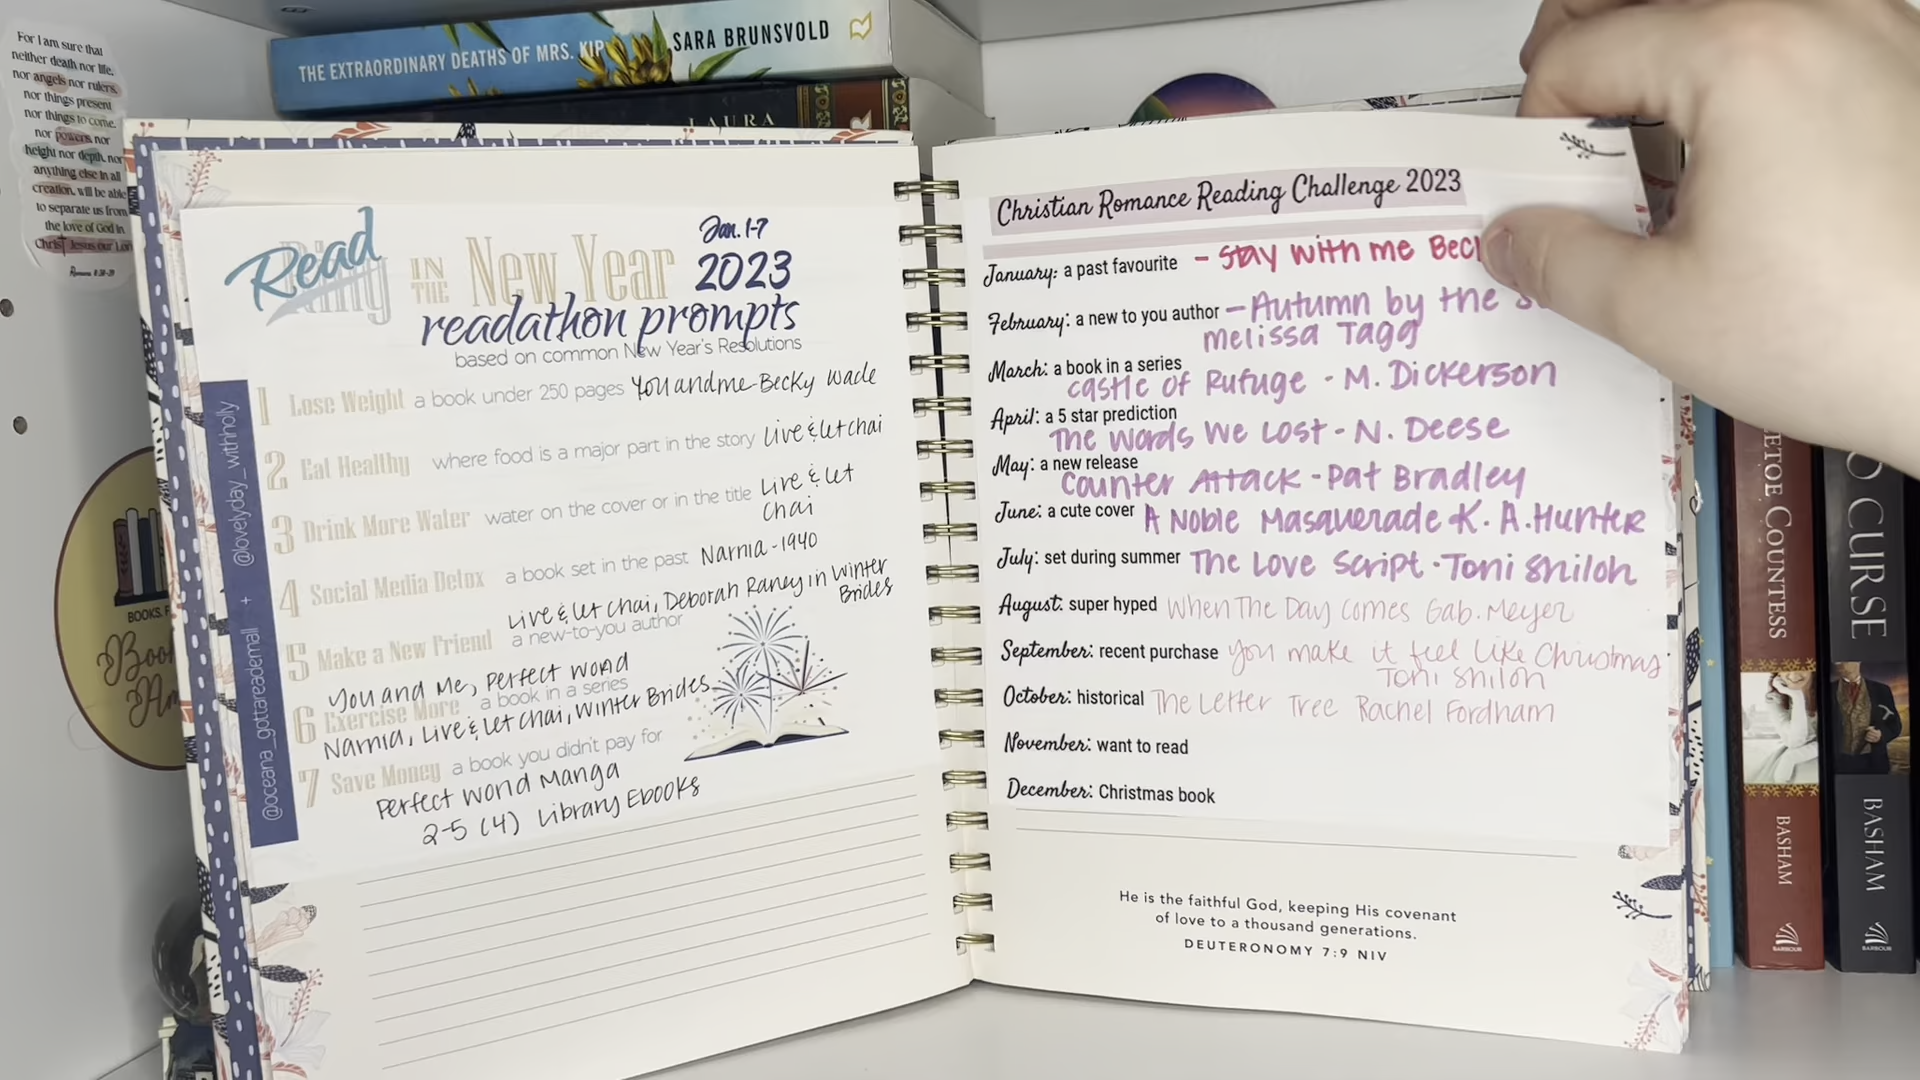 For I am sure that
neither death nor life,
nor angels nor rulers,
nor things present
nor things to come,
nor powers, nor
height nor depth, nor
anything else in all
creation, will be able
to separate us from
the love of God in
Christ Jesus our Lord
Romans 8:38-39
THE EXTRAORDINARY DEATHS OF MRS. KIP
SARA BRUNSVOLD
LAURA
BOOKS, F
Boo
Am
@oceana_gottareademall + @lovelyday_withholly
Read
IN THE New Year
Jan. 1-7
2023
readathon prompts
based on common New Year's Resolutions
1 Lose Weight a book under 250 pages You and me - Becky Wade
2 Eat Healthy where food is a major part in the story Live & let chai
3 Drink More Water water on the cover or in the title Live & let
chai
4 Social Media Detox a book set in the past Narnia - 1940
Live & let chai, Deborah Raney in Winter
Brides
5 Make a New Friend a new-to-you author
You and Me, Perfect World
6 Exercise More a book in a series
Narnia, Live & let chai, Winter Brides
7 Save Money a book you didn't pay for
Perfect World Manga
2-5 (4) Library Ebooks
Christian Romance Reading Challenge 2023
January: a past favourite - Stay with me Bec
February: a new to you author - Autumn by the S
Melissa Tagg
March: a book in a series
Castle of Rufuge - M. Dickerson
April: a 5 star prediction
The Words We Lost - N. Deese
May: a new release
Counter Attack - Pat Bradley
June: a cute cover A Noble Masquerade K. A. Hunter
July: set during summer The Love Script - Toni Shiloh
August: super hyped When The Day Comes Gab. Meyer
September: recent purchase You make it feel like Christmas
Toni Shiloh
October: historical The Letter Tree Rachel Fordham
November: want to read
December: Christmas book
He is the faithful God, keeping His covenant
of love to a thousand generations.
DEUTERONOMY 7:9 NIV
ETOE COUNTESS
BASHAM
BARBOUR
O CURSE
BASHAM
BARBOUR